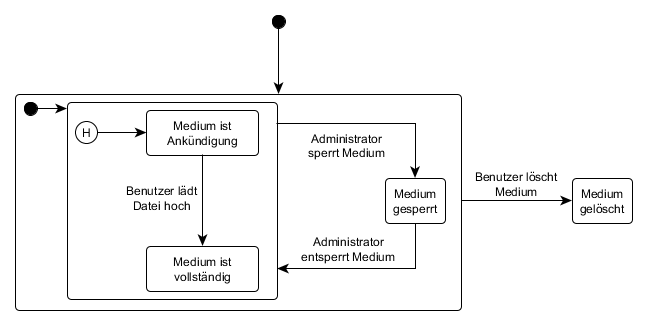 H
Medium ist
Ankündigung
Administrator
sperrt Medium
Benutzer lädt
Datei hoch
Medium
gesperrt
Benutzer löscht
Medium
Medium
gelöscht
Medium ist
vollständig
Administrator
entsperrt Medium